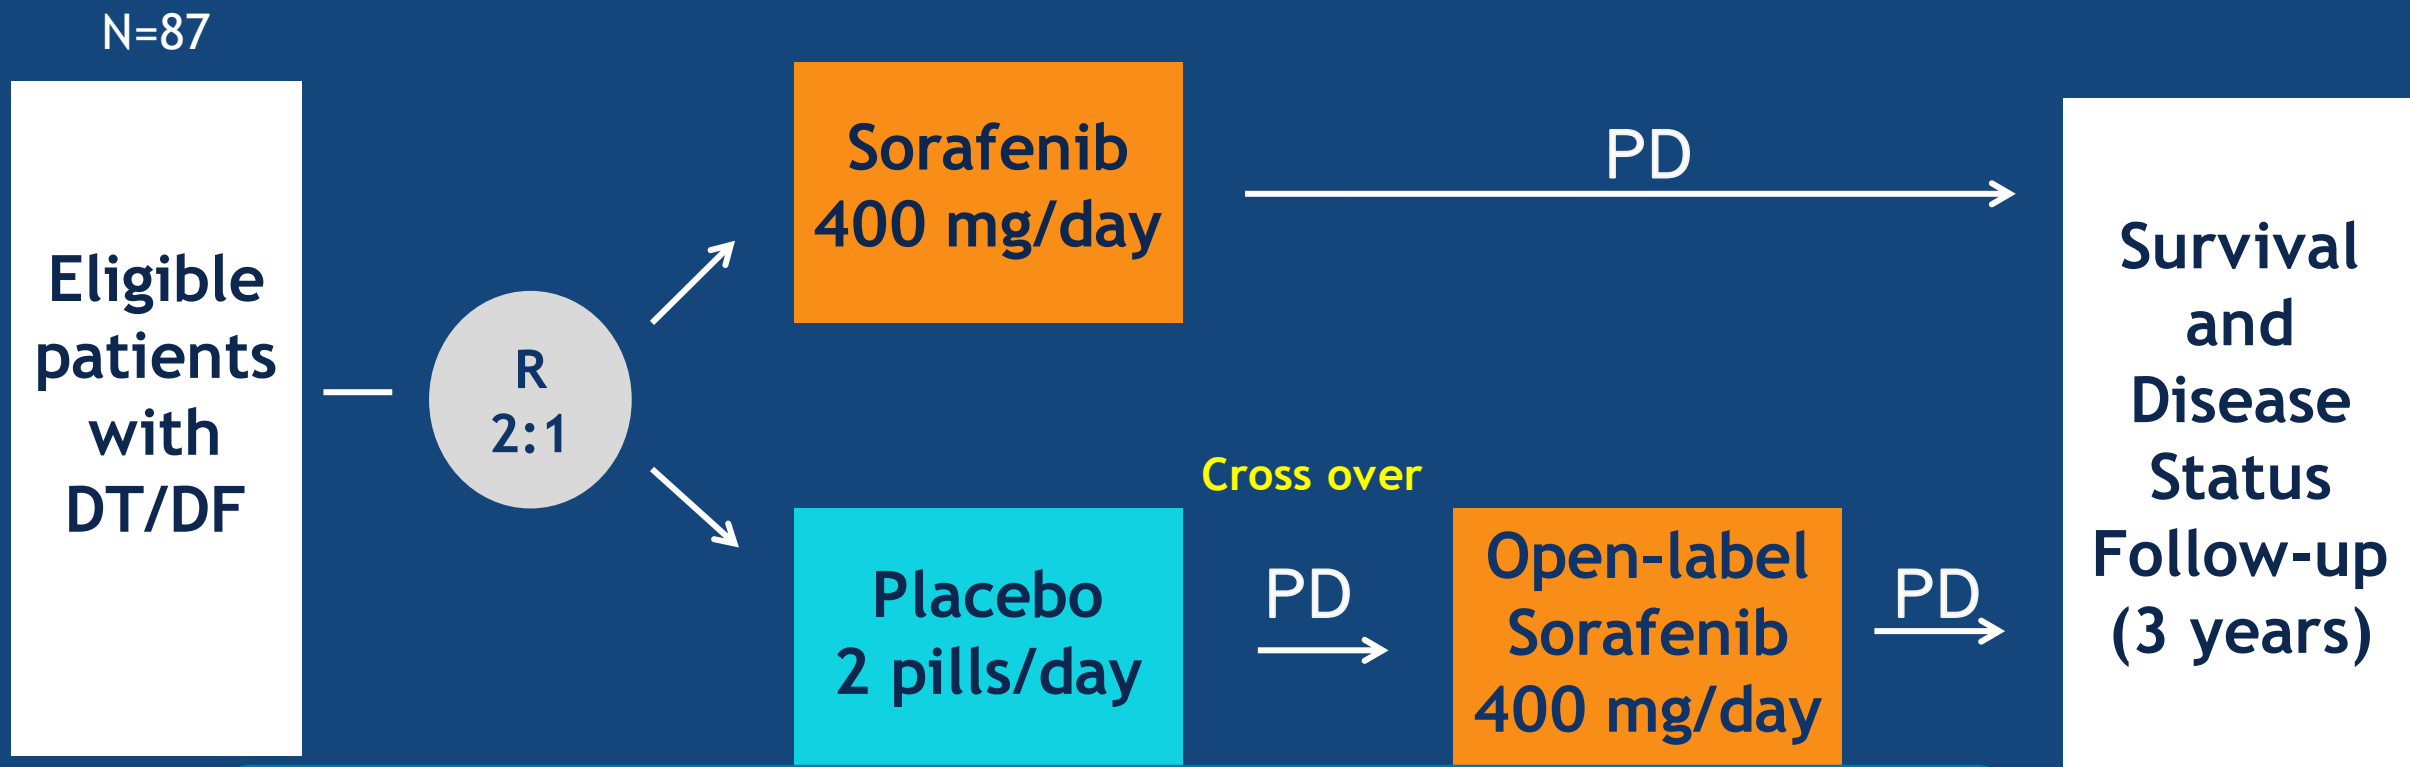 N=87
Eligible
patients
with
DT/DF
R
2:1
Sorafenib
400 mg/day
PD
Placebo
2 pills/day
Cross over
PD
Open-label
Sorafenib
400 mg/day
PD
Survival
and
Disease
Status
Follow-up
(3 years)